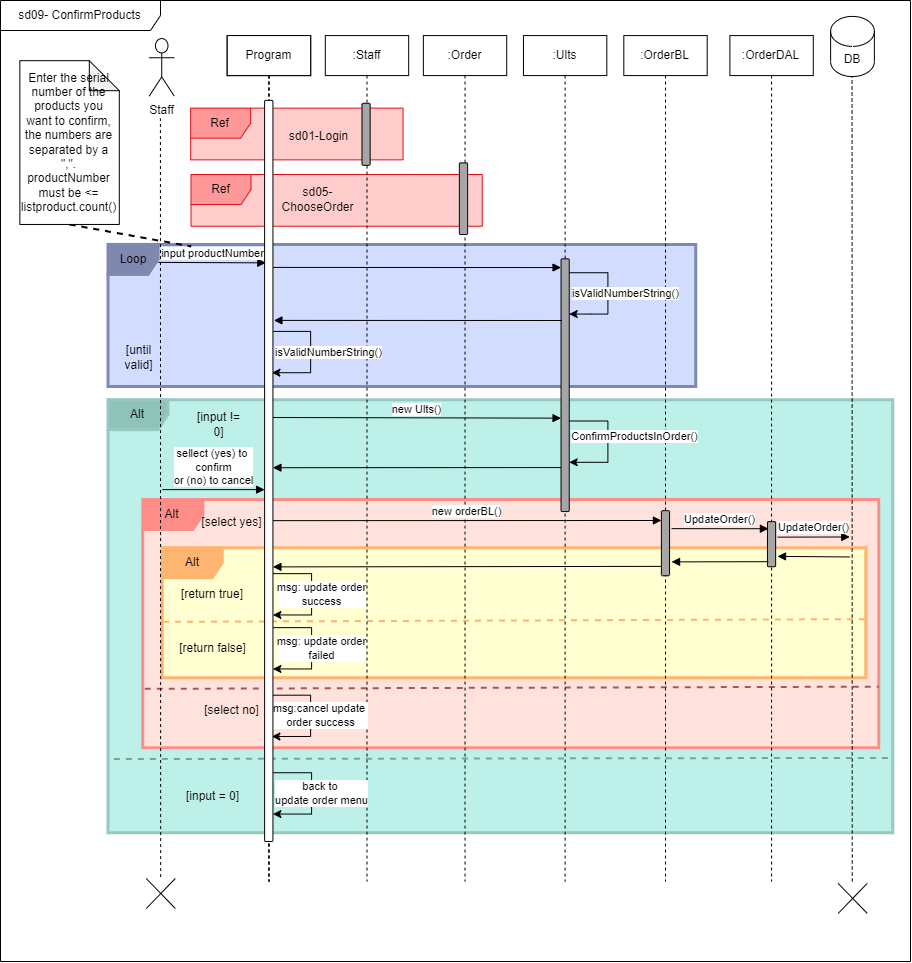 sd09- ConfirmProducts
Staff
Program
:Staff
:Order
:Ults
:OrderBL
:OrderDAL
DB
Enter the serial
number of the
products you
want to confirm,
the numbers are
separated by a
",".
productNumber
must be <=
listproduct.count()
Ref
sd01-Login
Ref
sd05-
ChooseOrder
Loop
input productNumber
isValidNumberString()
[until
valid]
isValidNumberString()
Alt
[input !=
0]
new Ults()
ConfirmProductsInOrder()
sellect (yes) to
confirm
or (no) to cancel
Alt
[select yes]
new orderBL()
UpdateOrder()
UpdateOrder()
Alt
[return true]
msg: update order
success
[return false]
msg: update order
failed
[select no]
msg:cancel update
order success
[input = 0]
back to
update order menu